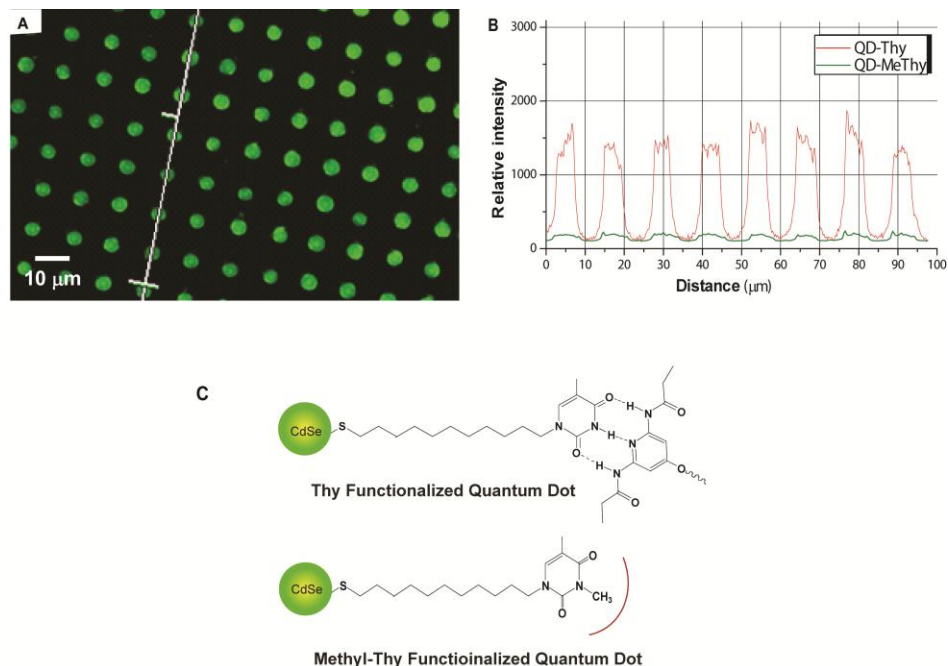 A
10 μm
B
3000
2000
1000
0
Relative intensity
QD-Thy
QD-MeThy
0 10 20 30 40 50 60 70 80 90 100
Distance (μm)
C
CdSe
S
N
O
N
H
O
H
N
O
N
H
N
O
O
Thy Functionalized Quantum Dot
CdSe
S
N
O
N
CH₃
O
Methyl-Thy Functioinalized Quantum Dot